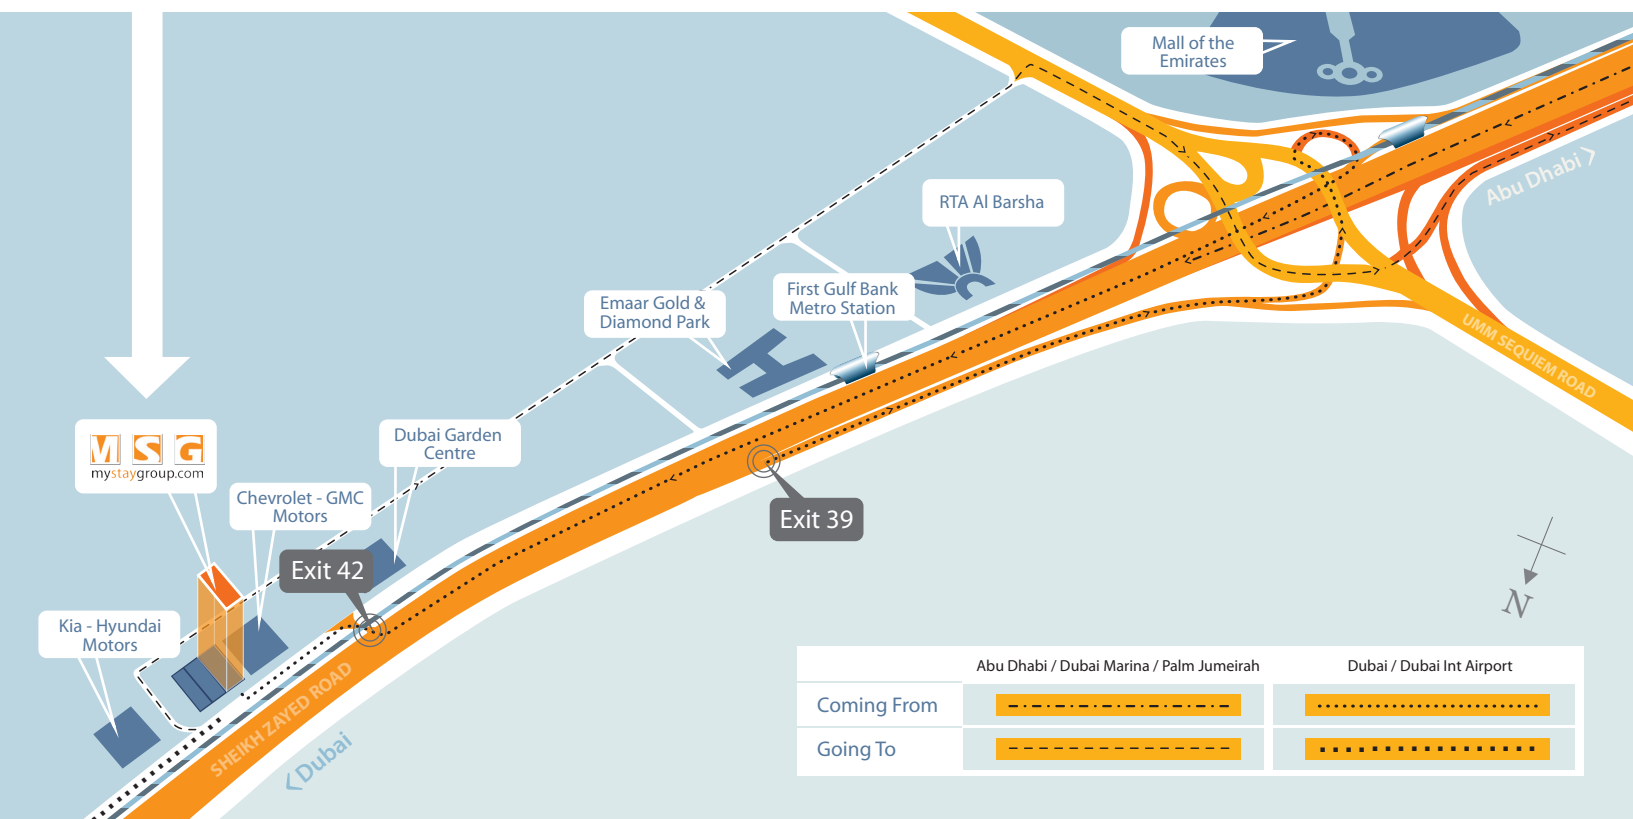 Mall of the
Emirates
Abu Dhabi
RTA Al Barsha
First Gulf Bank
Metro Station
Emaar Gold &
Diamond Park
UMM SEQUIEM ROAD
MSG
mystaygroup.com
Dubai Garden
Centre
Chevrolet - GMC
Motors
Exit 39
Exit 42
Kia - Hyundai
Motors
N
SHEIKH ZAYED ROAD
Dubai
Abu Dhabi / Dubai Marina / Palm Jumeirah
Dubai / Dubai Int Airport
Coming From
Going To